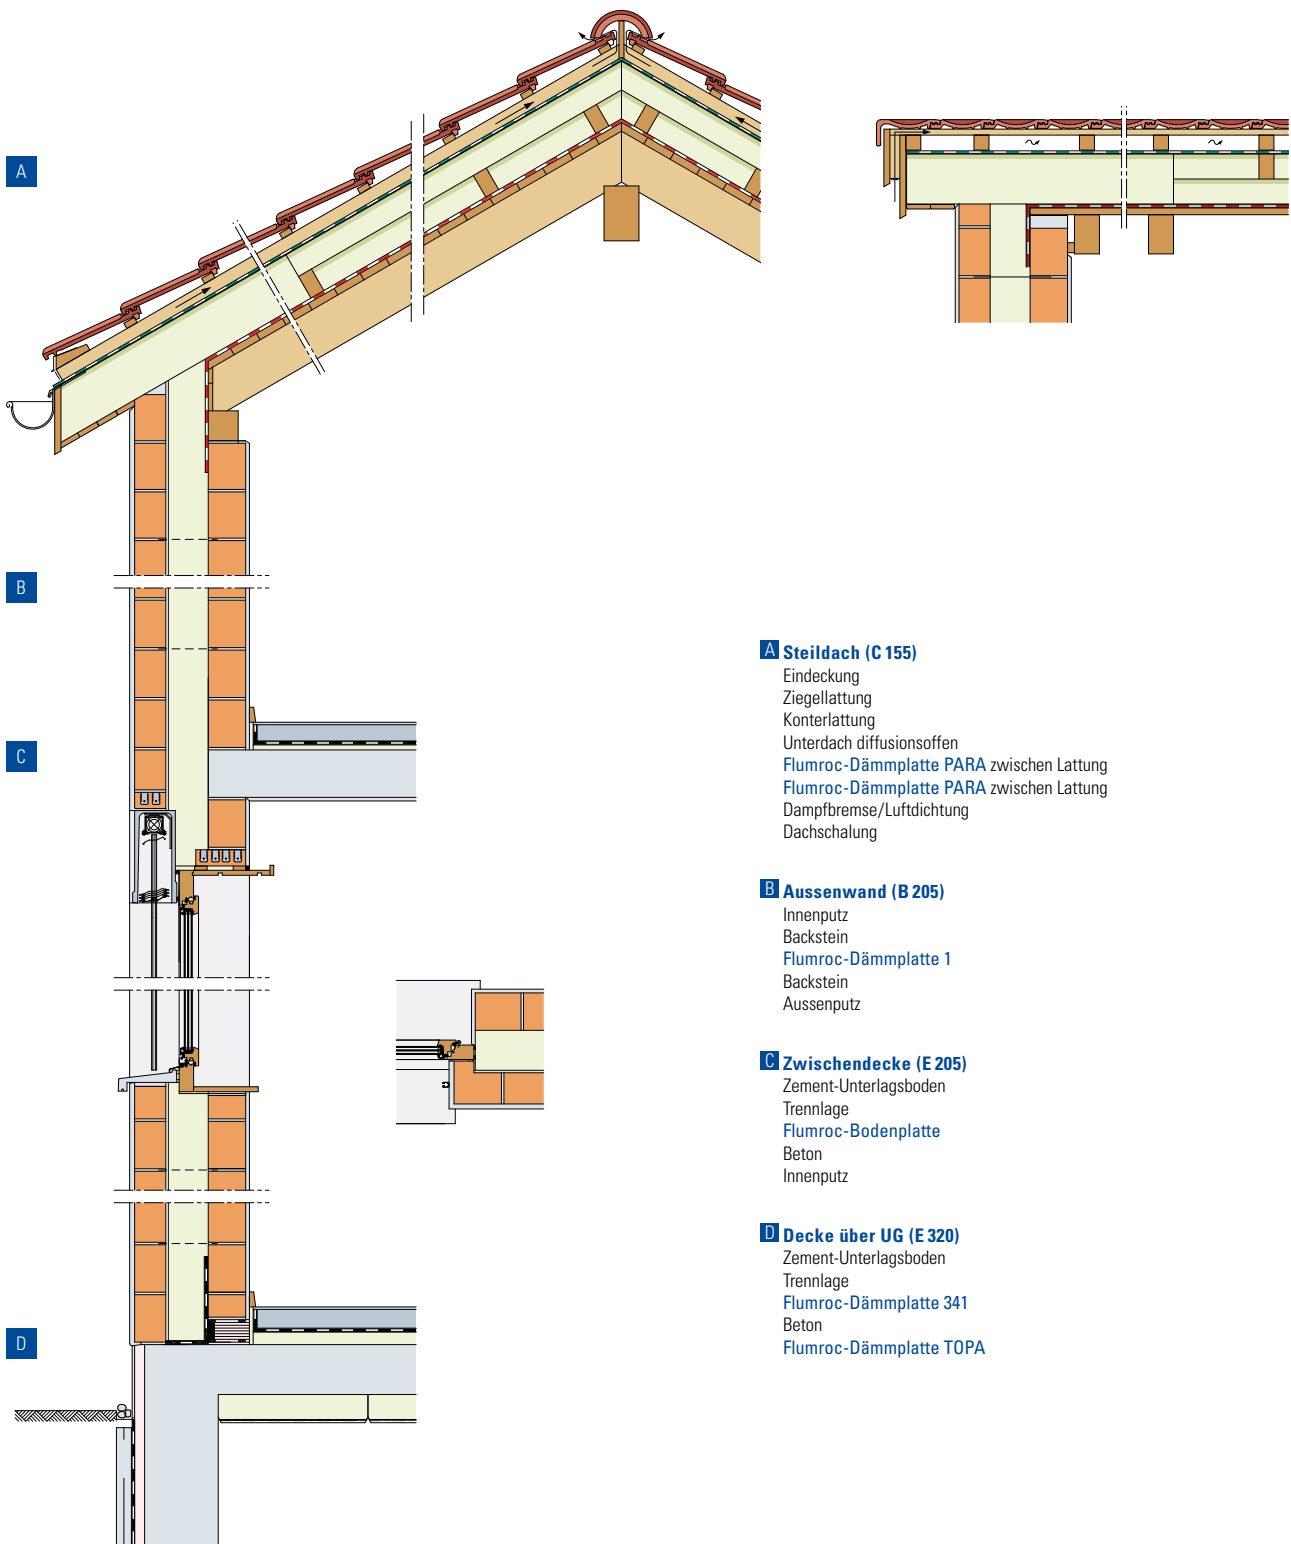 A
B
C
D
A Steildach (C 155)
Eindeckung
Ziegellattung
Konterlattung
Unterdach diffusionsoffen
Flumroc-Dämmplatte PARA zwischen Lattung
Flumroc-Dämmplatte PARA zwischen Lattung
Dampfbremse/Luftdichtung
Dachschalung
B Aussenwand (B 205)
Innenputz
Backstein
Flumroc-Dämmplatte 1
Backstein
Aussenputz
C Zwischendecke (E 205)
Zement-Unterlagsboden
Trennlage
Flumroc-Bodenplatte
Beton
Innenputz
D Decke über UG (E 320)
Zement-Unterlagsboden
Trennlage
Flumroc-Dämmplatte 341
Beton
Flumroc-Dämmplatte TOPA